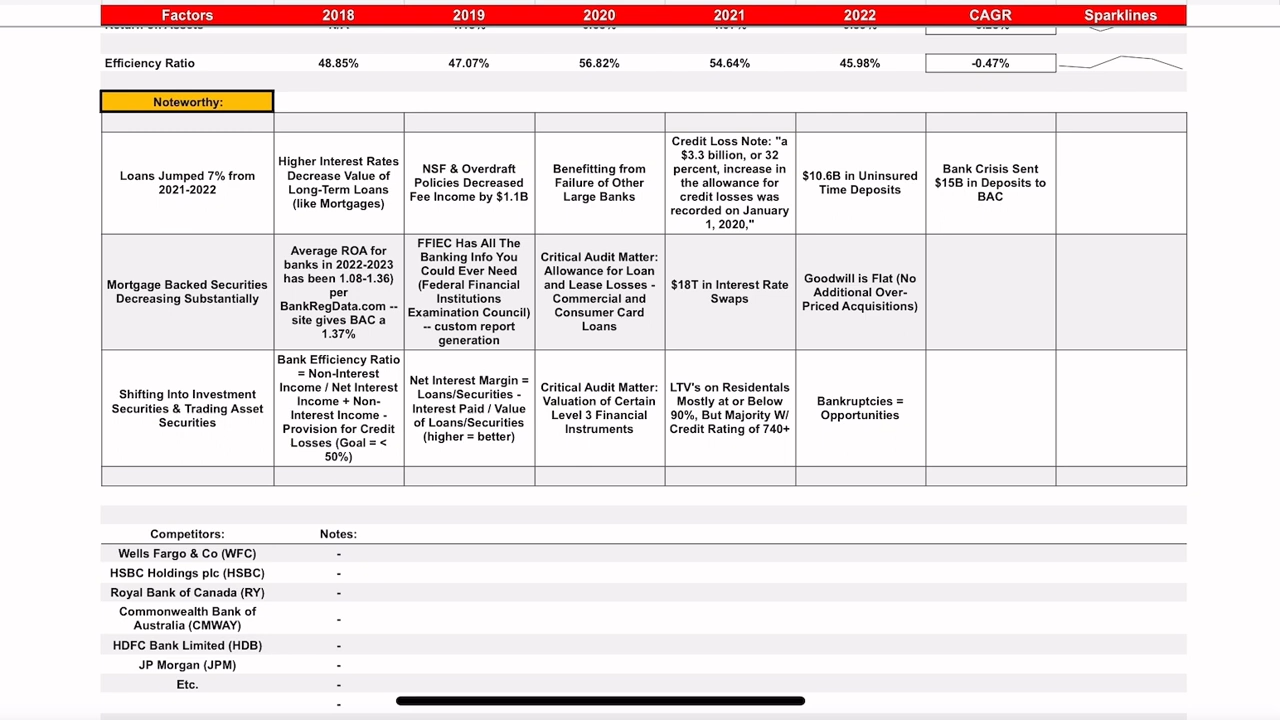 Factors 2018 2019 2020 2021 2022 CAGR Sparklines
Efficiency Ratio 48.85% 47.07% 56.82% 54.64% 45.98% -0.47%
Noteworthy:
Loans Jumped 7% from
2021-2022
Higher Interest Rates
Decrease Value of
Long-Term Loans
(like Mortgages)
NSF & Overdraft
Policies Decreased
Fee Income by $1.1B
Benefitting from
Failure of Other
Large Banks
Credit Loss Note: "a
$3.3 billion, or 32
percent, increase in
the allowance for
credit losses was
recorded on January
1, 2020,"
$10.6B in Uninsured
Time Deposits
Bank Crisis Sent
$15B in Deposits to
BAC
Mortgage Backed Securities
Decreasing Substantially
Average ROA for
banks in 2022-2023
has been 1.08-1.36)
per
BankRegData.com --
site gives BAC a
1.37%
FFIEC Has All The
Banking Info You
Could Ever Need
(Federal Financial
Institutions
Examination Council)
-- custom report
generation
Critical Audit Matter:
Allowance for Loan
and Lease Losses -
Commercial and
Consumer Card
Loans
$18T in Interest Rate
Swaps
Goodwill is Flat (No
Additional Over-
Priced Acquisitions)
Shifting Into Investment
Securities & Trading Asset
Securities
Bank Efficiency Ratio
= Non-Interest
Income / Net Interest
Income + Non-
Interest Income -
Provision for Credit
Losses (Goal = <
50%)
Net Interest Margin =
Loans/Securities -
Interest Paid / Value
of Loans/Securities
(higher = better)
Critical Audit Matter:
Valuation of Certain
Level 3 Financial
Instruments
LTV's on Residentals
Mostly at or Below
90%, But Majority W/
Credit Rating of 740+
Bankruptcies =
Opportunities
Competitors: Notes:
Wells Fargo & Co (WFC) -
HSBC Holdings plc (HSBC) -
Royal Bank of Canada (RY) -
Commonwealth Bank of
Australia (CMWAY) -
HDFC Bank Limited (HDB) -
JP Morgan (JPM) -
Etc. -
-